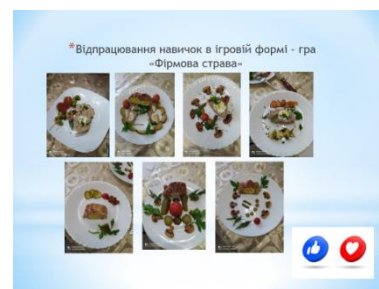 *Відпрацювання навичок в ігровій формі – гра
«Фірмова страва»